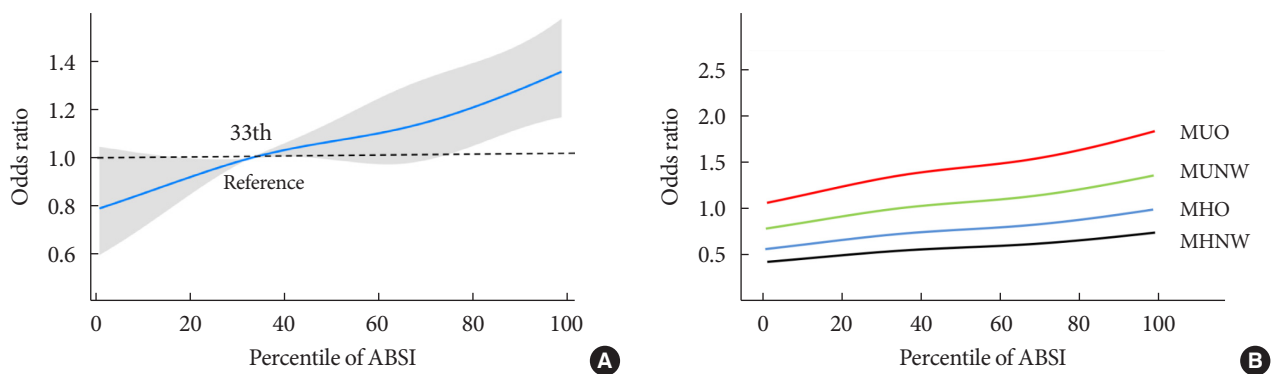 Odds ratio
1.4
1.2
1.0
0.8
0.6
33th
Reference
0 20 40 60 80 100
Percentile of ABSI
A
Odds ratio
2.5
2.0
1.5
1.0
0.5
MUO
MUNW
MHO
MHNW
0 20 40 60 80 100
Percentile of ABSI
B